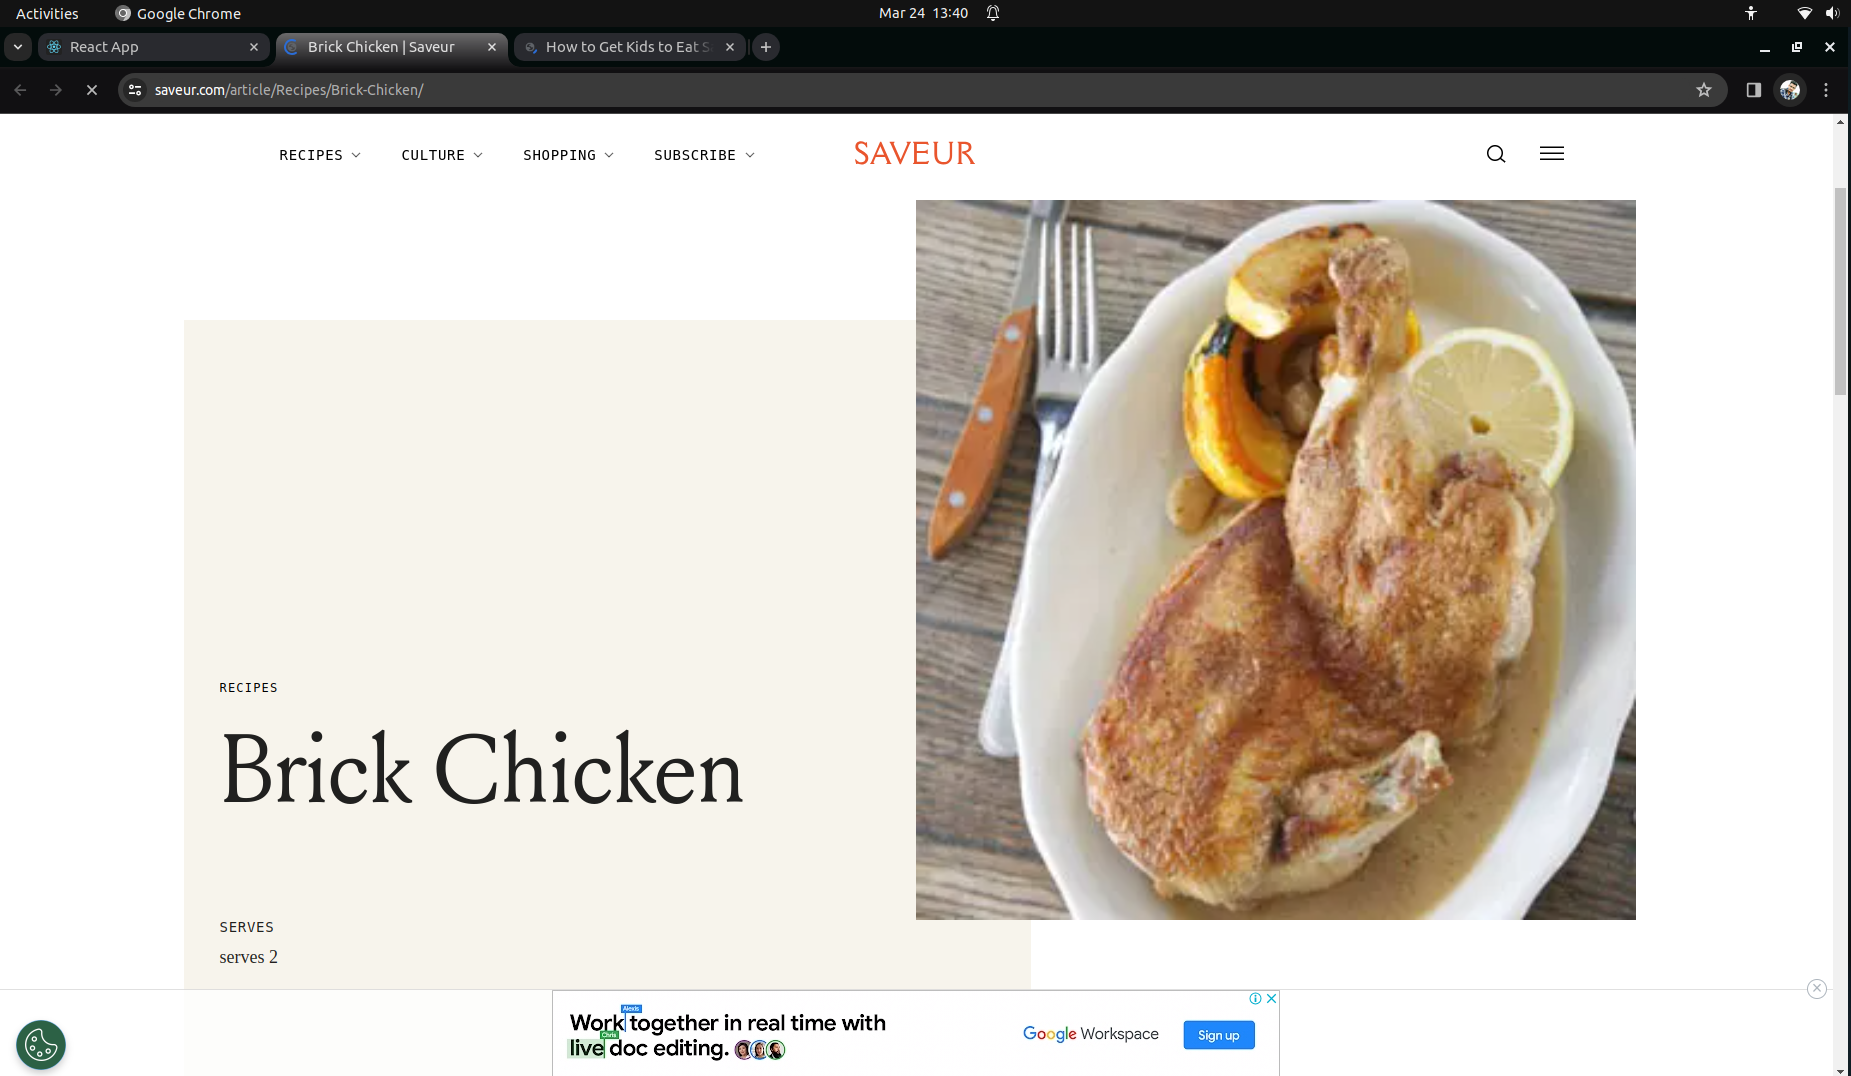 Activities
Google Chrome
Mar 24 13:40
React App
Brick Chicken | Saveur
How to Get Kids to Eat S
saveur.com/article/Recipes/Brick-Chicken/
RECIPES
CULTURE
SHOPPING
SUBSCRIBE
SAVEUR
RECIPES
Brick Chicken
SERVES
serves 2
Alexis
Work together in real time with
Chris
live doc editing.
Google Workspace
Sign up